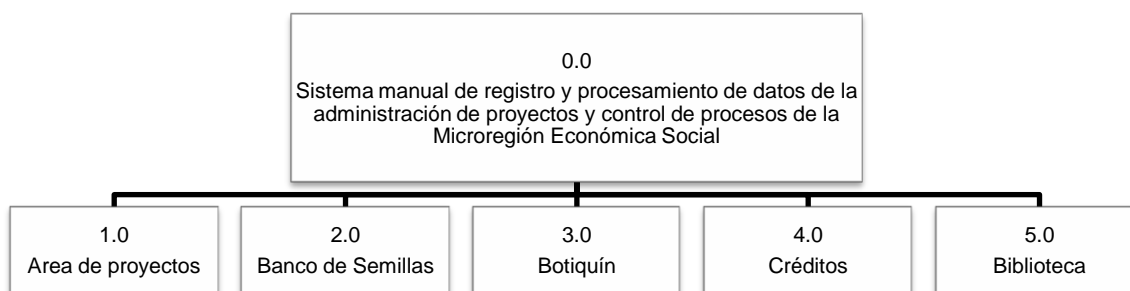 0.0
Sistema manual de registro y procesamiento de datos de la
administración de proyectos y control de procesos de la
Microregión Económica Social
1.0
Area de proyectos
2.0
Banco de Semillas
3.0
Botiquín
4.0
Créditos
5.0
Biblioteca